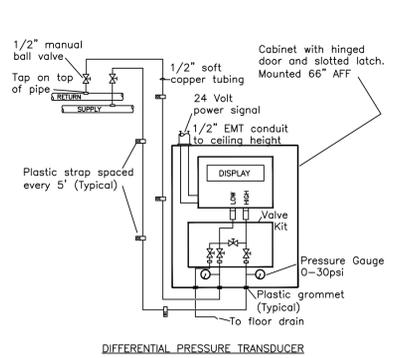 1/2" manual
ball valve
Tap on top
of pipe
RETURN
SUPPLY
1/2" soft
copper tubing
24 Volt
power signal
1/2" EMT conduit
to ceiling height
Cabinet with hinged
door and slotted latch.
Mounted 66" AFF
DISPLAY
LOW
HIGH
Plastic strap spaced
every 5' (Typical)
Valve
Kit
Pressure Gauge
0-30psi
Plastic grommet
(Typical)
To floor drain
DIFFERENTIAL PRESSURE TRANSDUCER